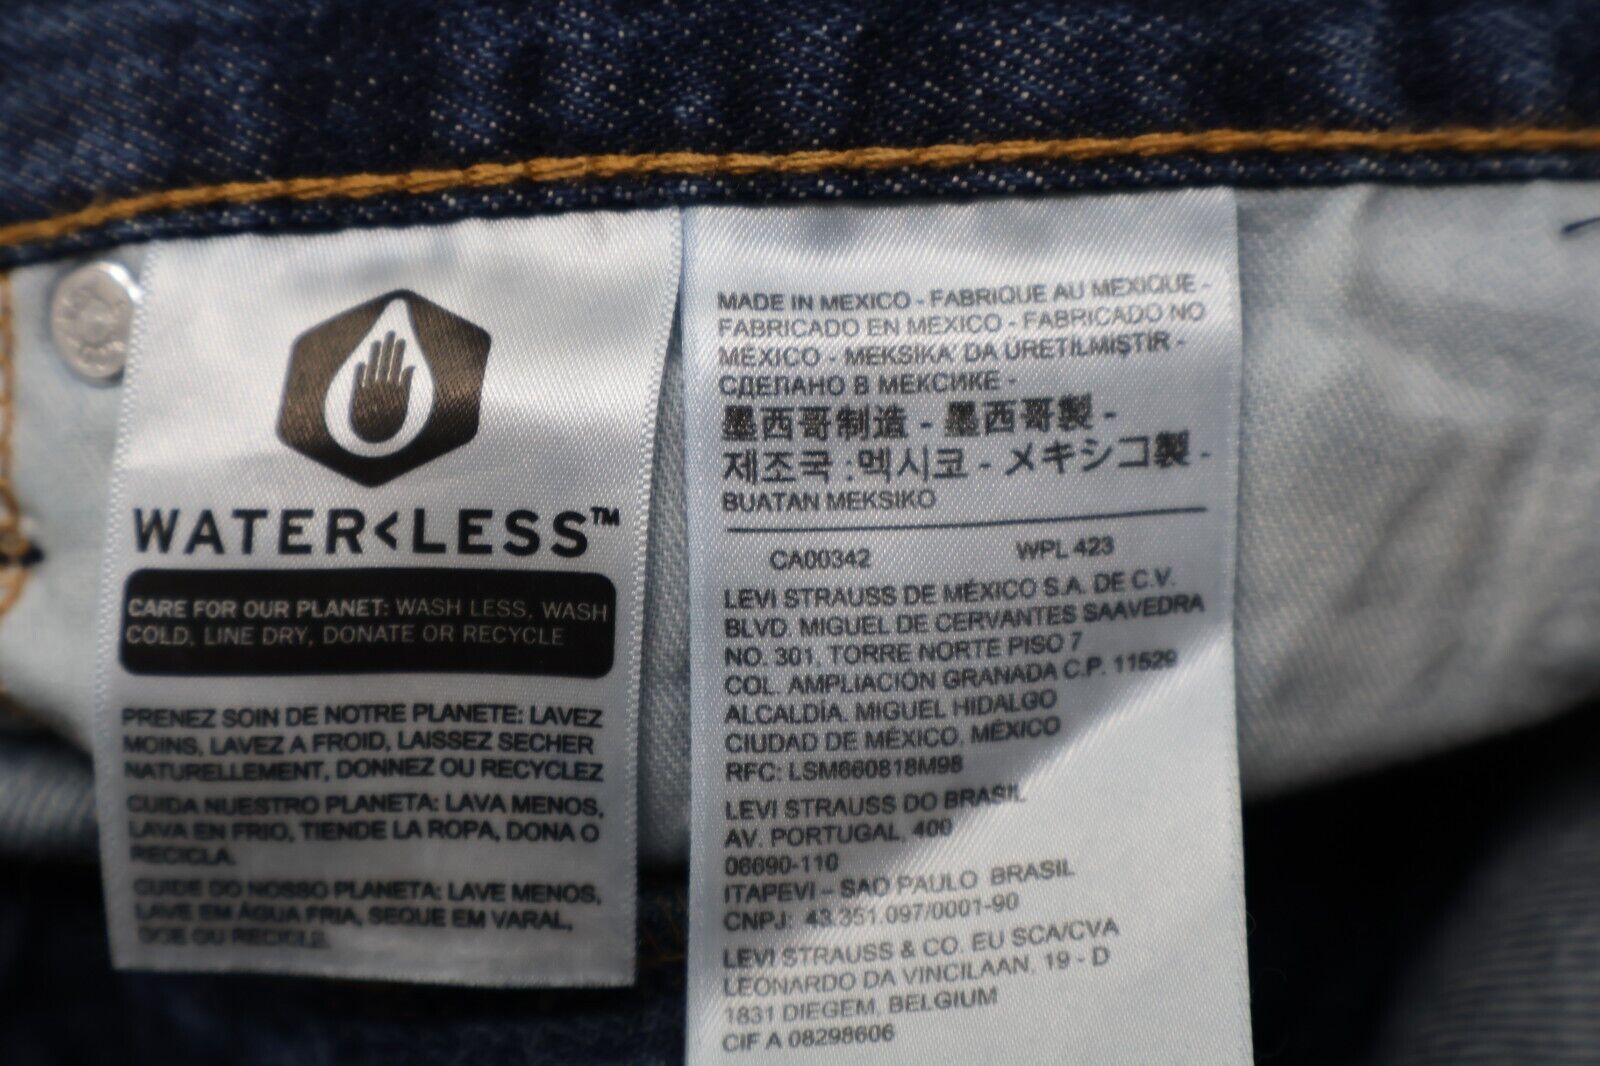 WATER<LESS™
CARE FOR OUR PLANET: WASH LESS, WASH
COLD, LINE DRY, DONATE OR RECYCLE
PRENEZ SOIN DE NOTRE PLANETE: LAVEZ
MOINS, LAVEZ A FROID, LAISSEZ SECHER
NATURELLEMENT, DONNEZ OU RECYCLEZ
CUIDA NUESTRO PLANETA: LAVA MENOS,
LAVA EN FRIO, TIENDE LA ROPA, DONA O
RECICLA.
CUIDE DO NOSSO PLANETA: LAVE MENOS,
LAVE EM ÁGUA FRIA, SEQUE EM VARAL,
DOE OU RECICLE.
MADE IN MEXICO - FABRIQUE AU MEXIQUE -
FABRICADO EN MEXICO - FABRICADO NO
MÉXICO - MEKSIKA' DA ÜRETILMIŞTIR -
СДЕЛАНО В МЕКСИКЕ -
墨西哥制造 - 墨西哥製 -
제조국 :멕시코 - メキシコ製 -
BUATAN MEKSIKO
CA00342 WPL 423
LEVI STRAUSS DE MÉXICO S.A. DE C.V.
BLVD. MIGUEL DE CERVANTES SAAVEDRA
NO. 301, TORRE NORTE PISO 7
COL. AMPLIACIÓN GRANADA C.P. 11529
ALCALDÍA. MIGUEL HIDALGO
CIUDAD DE MÉXICO, MÉXICO
RFC: LSM660818M98
LEVI STRAUSS DO BRASIL
AV. PORTUGAL, 400
06690-110
ITAPEVI – SAO PAULO BRASIL
CNPJ: 43.351.097/0001-90
LEVI STRAUSS & CO. EU SCA/CVA
LEONARDO DA VINCILAAN, 19 - D
1831 DIEGEM, BELGIUM
CIF A 08298606